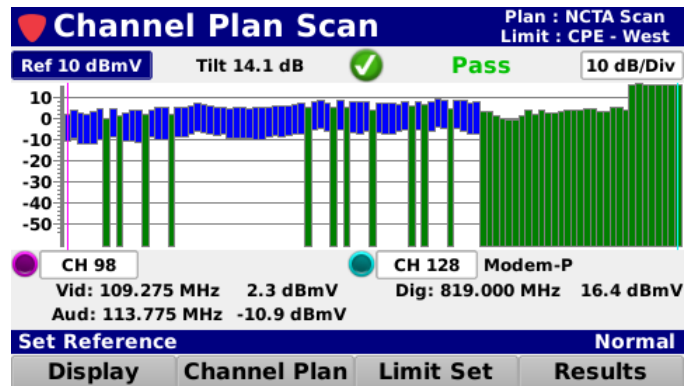 Channel Plan Scan
Plan : NCTA Scan
Limit : CPE - West
Ref 10 dBmV
Tilt 14.1 dB
Pass
10 dB/Div
10
0
-10
-20
-30
-40
-50
CH 98
CH 128 Modem-P
Vid: 109.275 MHz 2.3 dBmV
Dig: 819.000 MHz 16.4 dBmV
Aud: 113.775 MHz -10.9 dBmV
Set Reference
Normal
Display
Channel Plan
Limit Set
Results